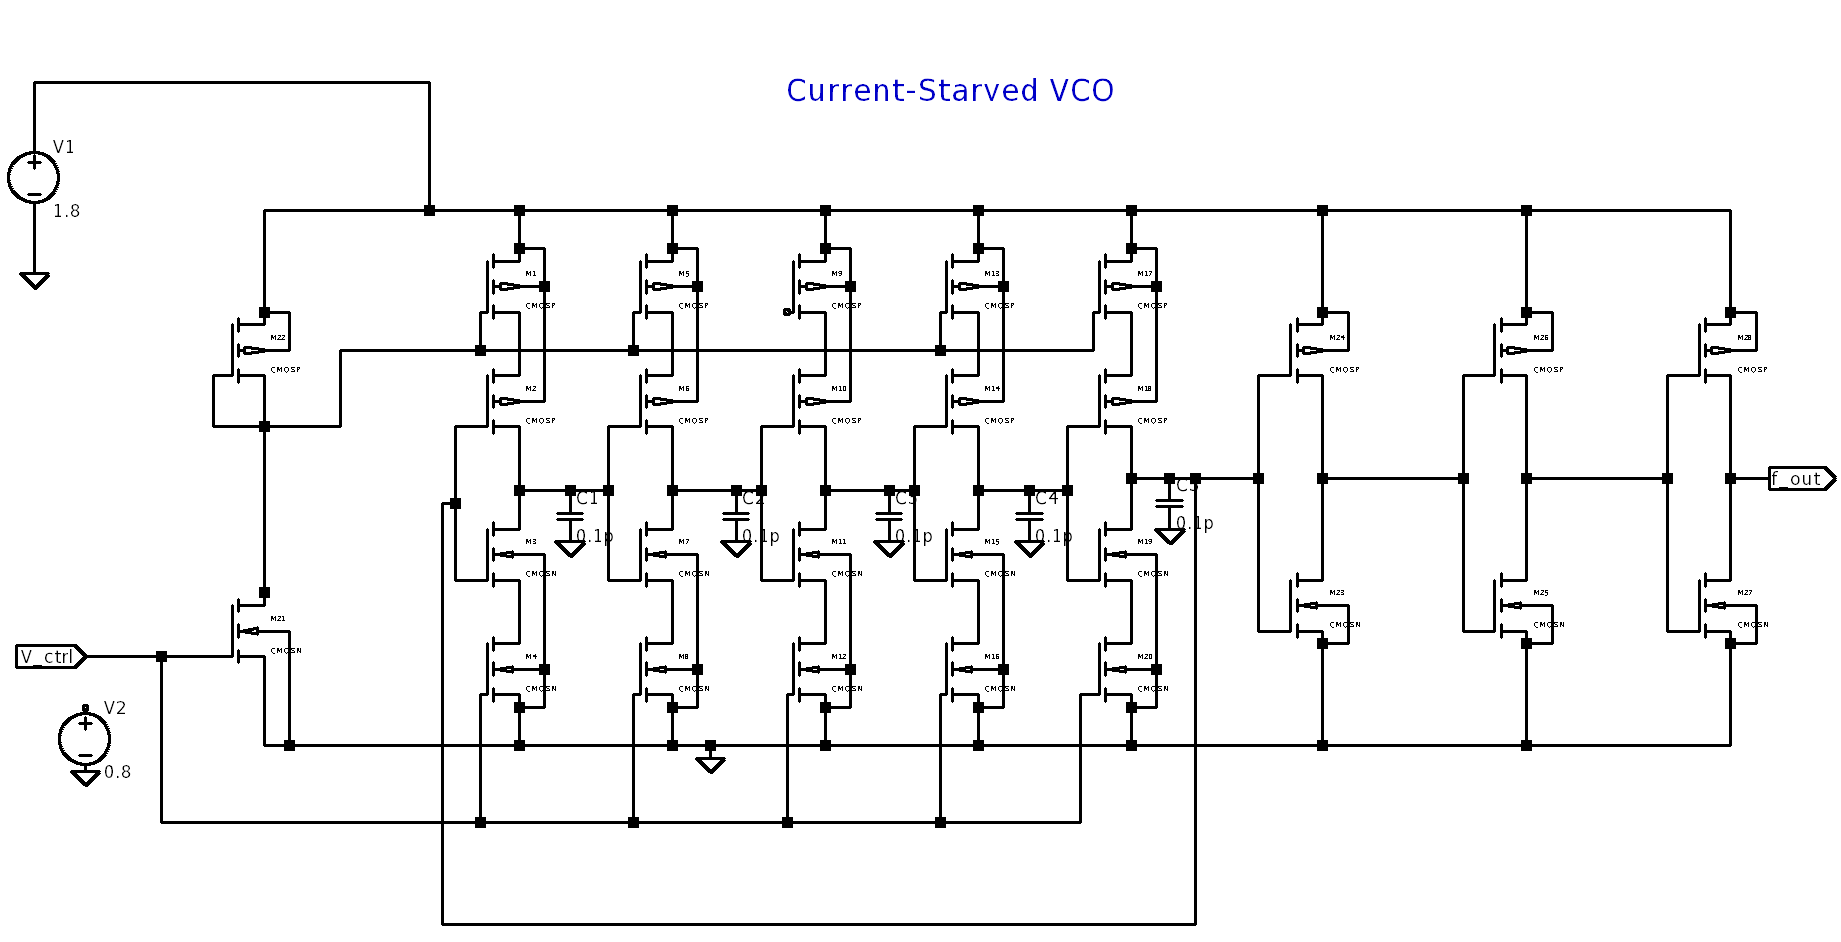 Current-Starved VCO
V1
1.8
M1
CMOSP
M5
CMOSP
M9
CMOSP
M13
CMOSP
M17
CMOSP
M22
CMOSP
M24
CMOSP
M26
CMOSP
M28
CMOSP
M2
CMOSP
M6
CMOSP
M10
CMOSP
M14
CMOSP
M18
CMOSP
C1
0.1p
C2
0.1p
C3
0.1p
C4
0.1p
C5
0.1p
f_out
M3
CMOSN
M7
CMOSN
M11
CMOSN
M15
CMOSN
M19
CMOSN
M21
CMOSN
M23
CMOSN
M25
CMOSN
M27
CMOSN
V_ctrl
M4
CMOSN
M8
CMOSN
M12
CMOSN
M16
CMOSN
M20
CMOSN
V2
0.8